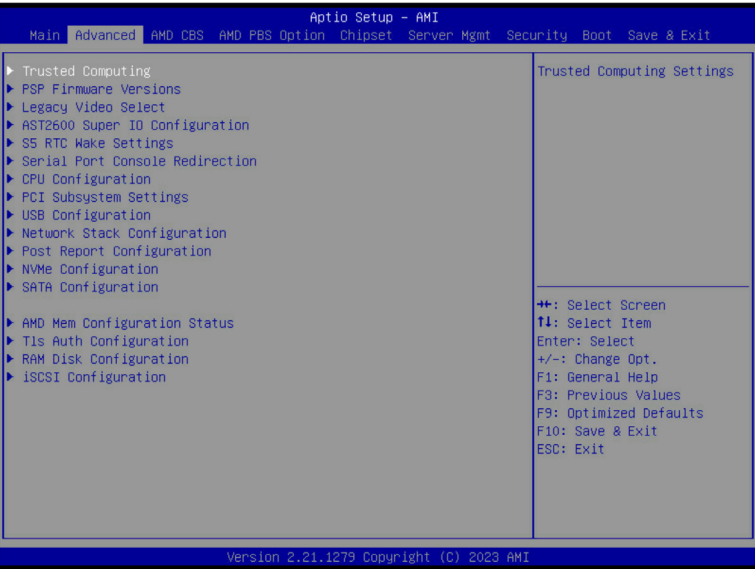 Aptio Setup – AMI
Main Advanced AMD CBS AMD PBS Option Chipset Server Mgmt Security Boot Save & Exit
Trusted Computing
PSP Firmware Versions
Legacy Video Select
AST2600 Super IO Configuration
S5 RTC Wake Settings
Serial Port Console Redirection
CPU Configuration
PCI Subsystem Settings
USB Configuration
Network Stack Configuration
Post Report Configuration
NVMe Configuration
SATA Configuration
AMD Mem Configuration Status
Tls Auth Configuration
RAM Disk Configuration
iSCSI Configuration
Trusted Computing Settings
→←: Select Screen
↑↓: Select Item
Enter: Select
+/-: Change Opt.
F1: General Help
F3: Previous Values
F9: Optimized Defaults
F10: Save & Exit
ESC: Exit
Version 2.21.1279 Copyright (C) 2023 AMI